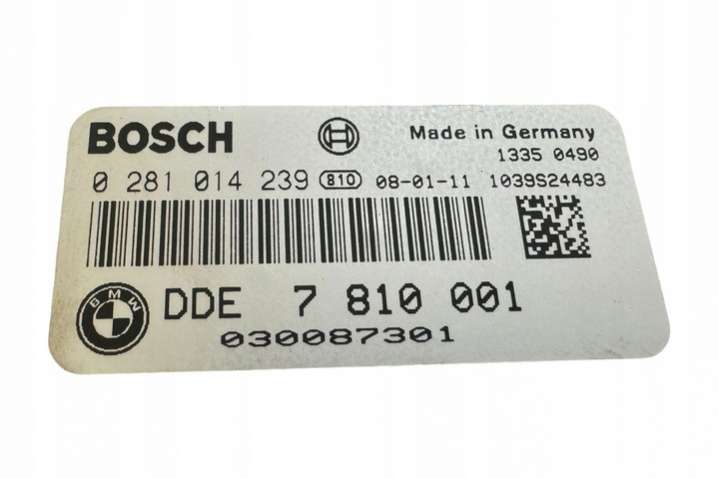 BOSCH Made in Germany
1335 0490
0 281 014 239 810 08-01-11 1039S24483
BMW DDE 7 810 001
030087301